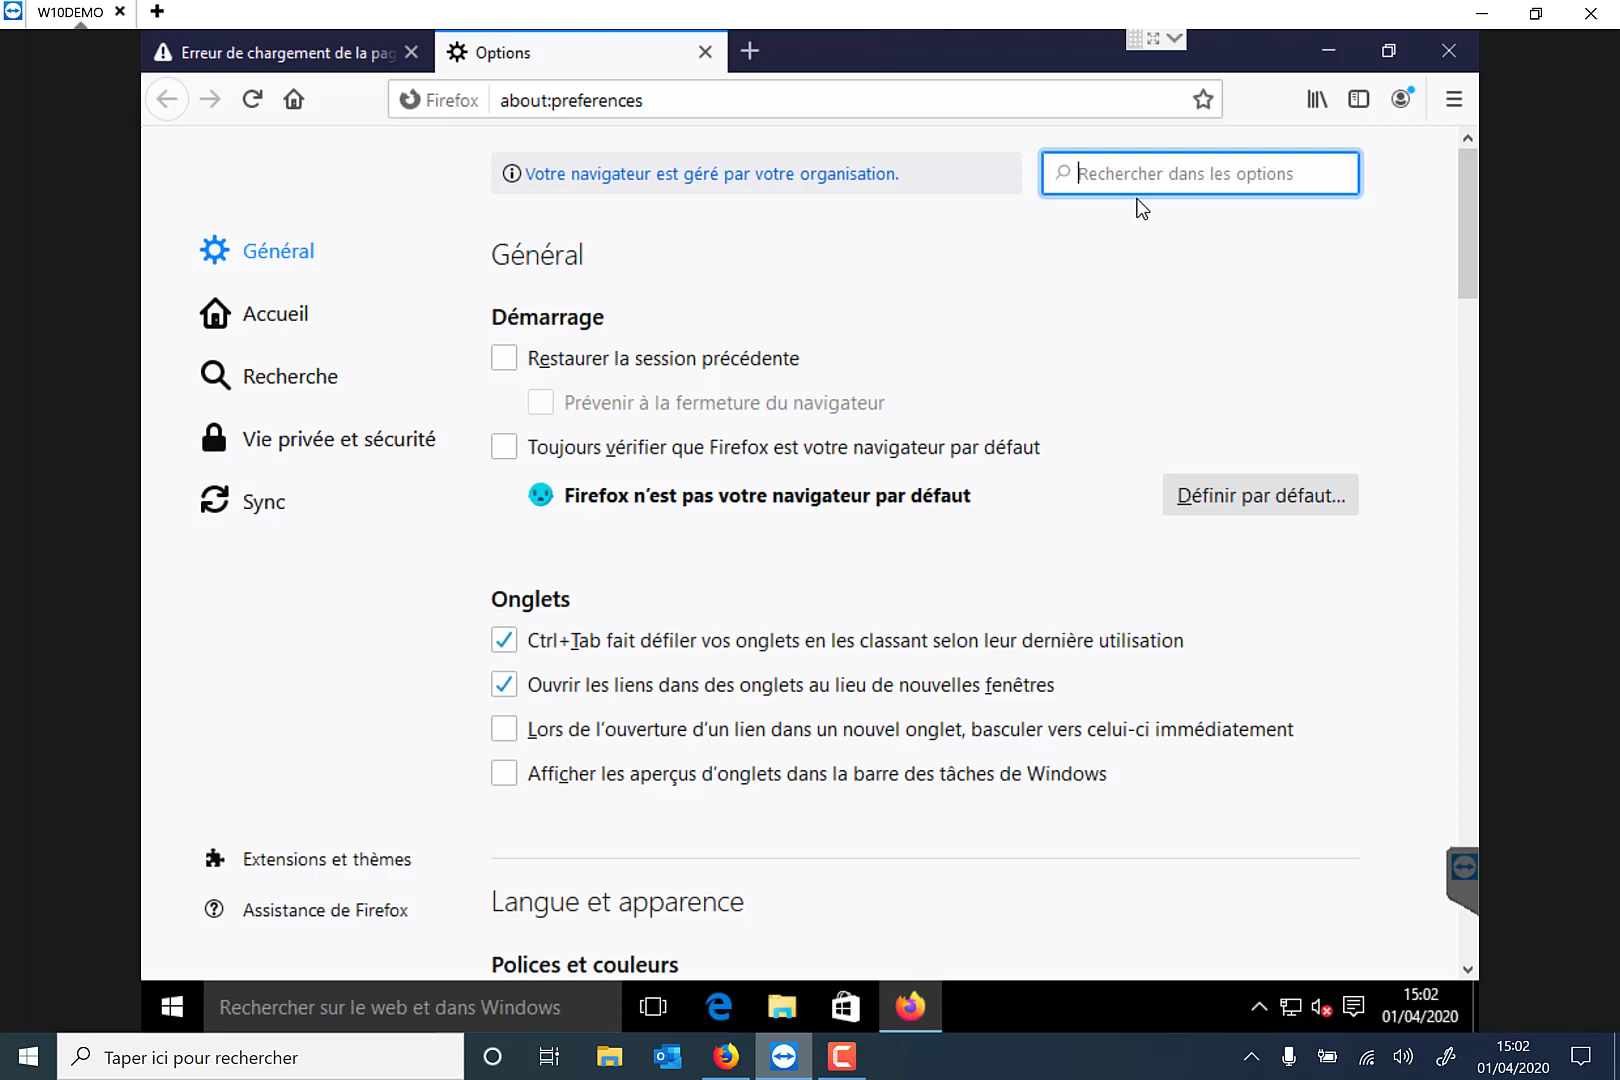 W10DEMO
Erreur de chargement de la pag
Options
Firefox
about:preferences
Votre navigateur est géré par votre organisation.
Rechercher dans les options
Général
Accueil
Recherche
Vie privée et sécurité
Sync
Extensions et thèmes
Assistance de Firefox
Général
Démarrage
Restaurer la session précédente
Prévenir à la fermeture du navigateur
Toujours vérifier que Firefox est votre navigateur par défaut
Firefox n’est pas votre navigateur par défaut
Définir par défaut...
Onglets
Ctrl+Tab fait défiler vos onglets en les classant selon leur dernière utilisation
Ouvrir les liens dans des onglets au lieu de nouvelles fenêtres
Lors de l’ouverture d’un lien dans un nouvel onglet, basculer vers celui-ci immédiatement
Afficher les aperçus d’onglets dans la barre des tâches de Windows
Langue et apparence
Polices et couleurs
Rechercher sur le web et dans Windows
15:02
01/04/2020
Taper ici pour rechercher
15:02
01/04/2020